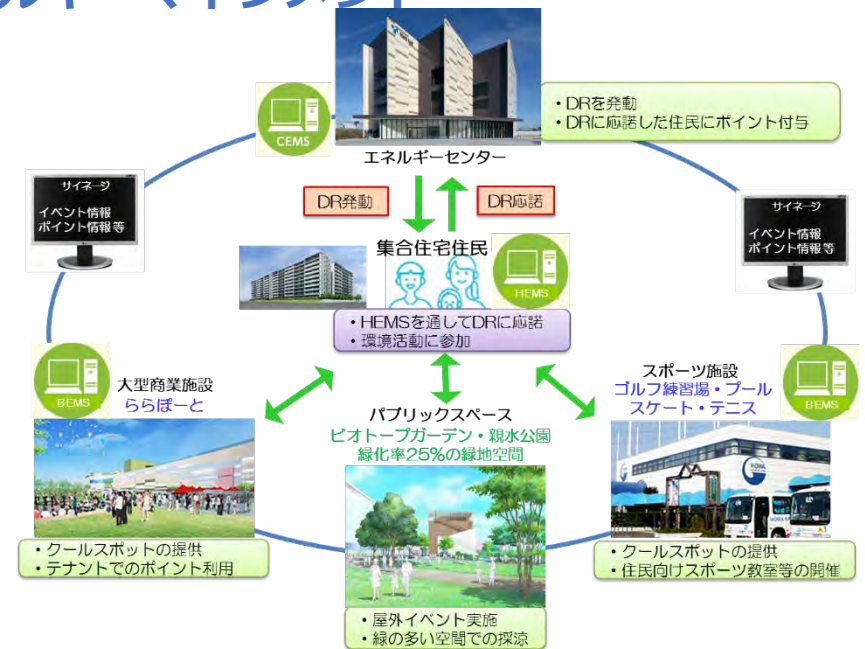 ルギーマネジメント
CEMS
・DRを発動
・DRに応諾した住民にポイント付与
エネルギーセンター
サイネージ
イベント情報
ポイント情報等
DR発動
DR応諾
サイネージ
イベント情報
ポイント情報等
集合住宅住民
HEMS
・HEMSを通してDRに応諾
・環境活動に参加
BEMS
大型商業施設
ららぽーと
パブリックスペース
ビオトープガーデン・親水公園
緑化率25%の緑地空間
スポーツ施設
ゴルフ練習場・プール
スケート・テニス
BEMS
・クールスポットの提供
・テナントでのポイント利用
・屋外イベント実施
・緑の多い空間での採涼
・クールスポットの提供
・住民向けスポーツ教室等の開催